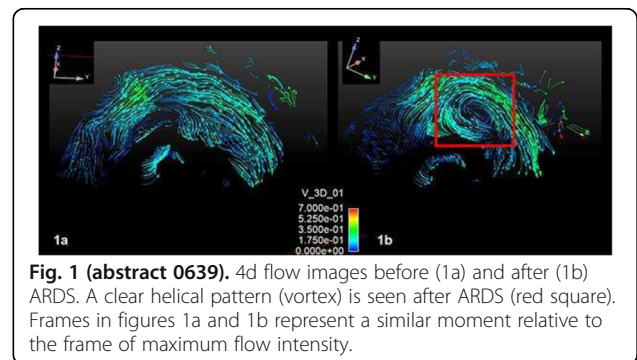 Z
X
Y
Z
X
Y
V_3D_01
7.000e-01
5.250e-01
3.500e-01
1.750e-01
0.000e+00
1a
1b
Fig. 1 (abstract 0639). 4d flow images before (1a) and after (1b)
ARDS. A clear helical pattern (vortex) is seen after ARDS (red square).
Frames in figures 1a and 1b represent a similar moment relative to
the frame of maximum flow intensity.